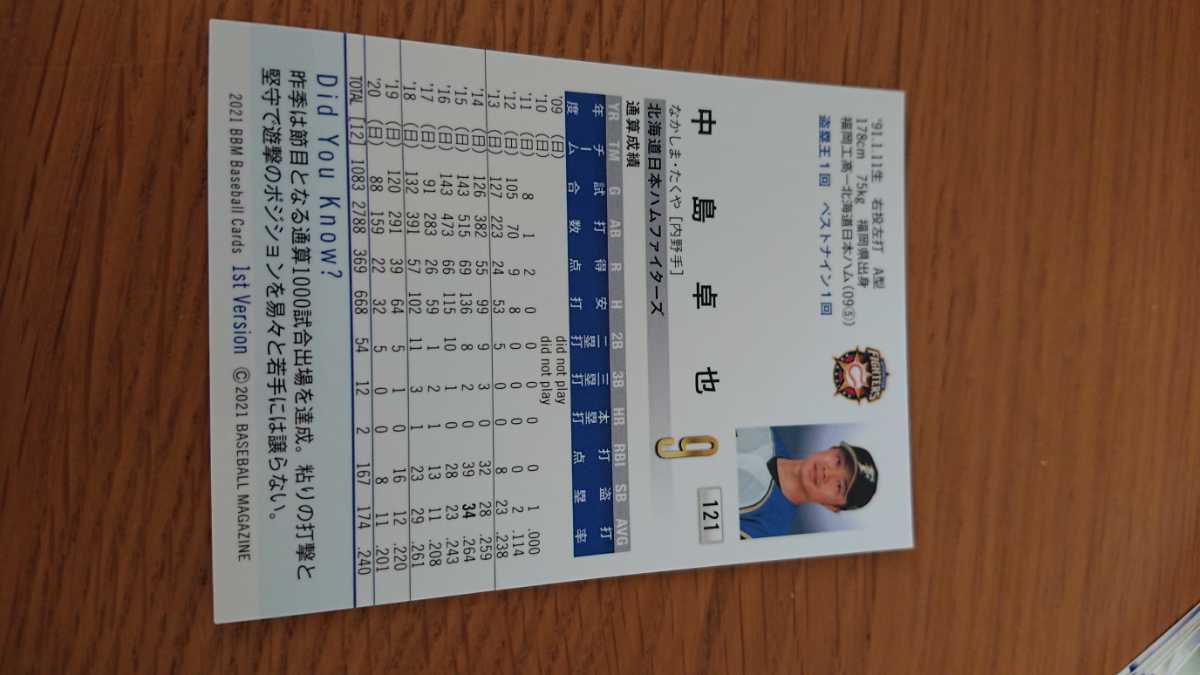 '91.1.11生 右投左打 A型
178cm 75kg 福岡県出身
福岡工高－北海道日本ハム(09⑤)
盗塁王1回 ベストナイン1回
FIGHTERS
121
中島卓也 9
なかしま・たくや [内野手]
北海道日本ハムファイターズ
通算成績
YR TM G AB R H 2B 3B HR RBI SB AVG
年度 チーム 試合 打数 得点 安打 二塁打 三塁打 本塁打 打点 盗塁 打率
'09 (日) did not play
'10 (日) did not play
'11 (日) 8 1 2 0 0 0 0 0 1 .000
'12 (日) 105 70 9 8 0 0 0 0 2 .114
'13 (日) 127 223 24 53 5 0 0 8 23 .238
'14 (日) 126 382 55 99 9 3 0 32 28 .259
'15 (日) 143 515 69 136 8 2 0 39 34 .264
'16 (日) 143 473 66 115 10 1 0 28 23 .243
'17 (日) 91 283 26 59 1 2 1 13 11 .208
'18 (日) 132 391 57 102 11 3 1 23 29 .261
'19 (日) 120 291 39 64 5 1 0 16 12 .220
'20 (日) 88 159 22 32 5 0 0 8 11 .201
TOTAL [12] 1083 2788 369 668 54 12 2 167 174 .240
Did You Know?
昨季は節目となる通算1000試合出場を達成。粘りの打撃と
堅守で遊撃のポジションを易々と若手には譲らない。
2021 BBM Baseball Cards 1st Version ©2021 BASEBALL MAGAZINE